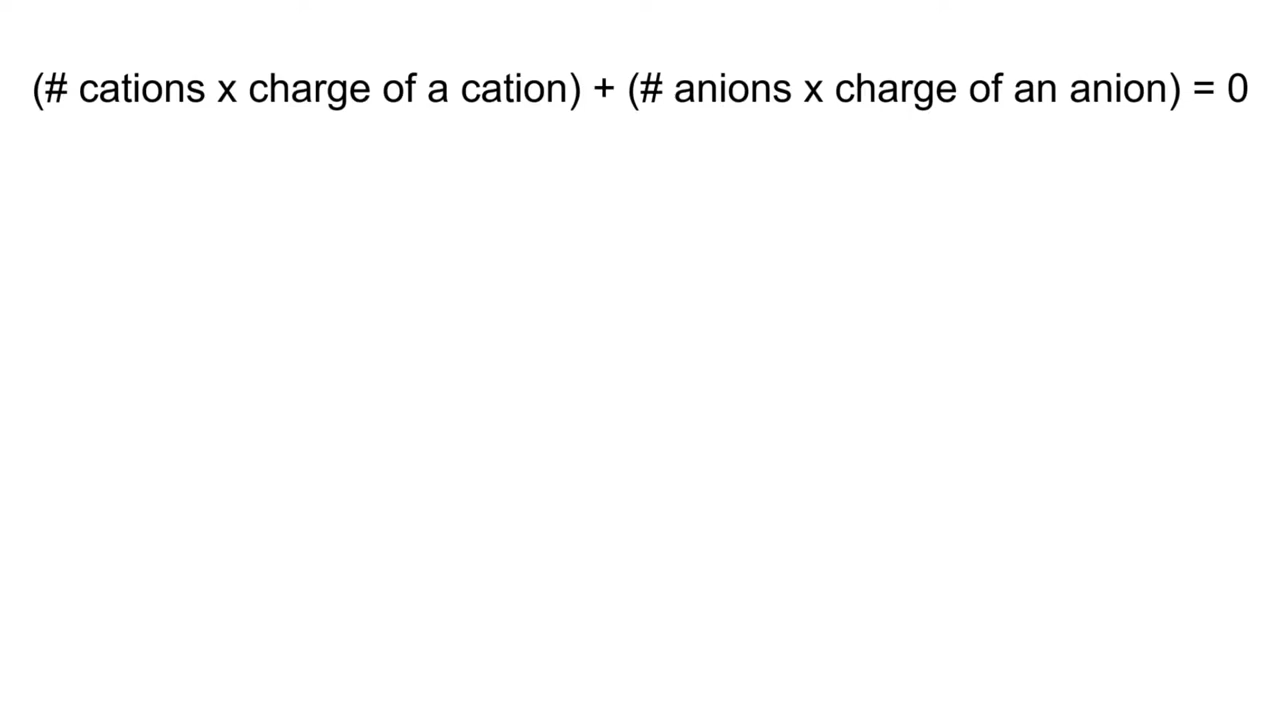 (# cations x charge of a cation) + (# anions x charge of an anion) = 0